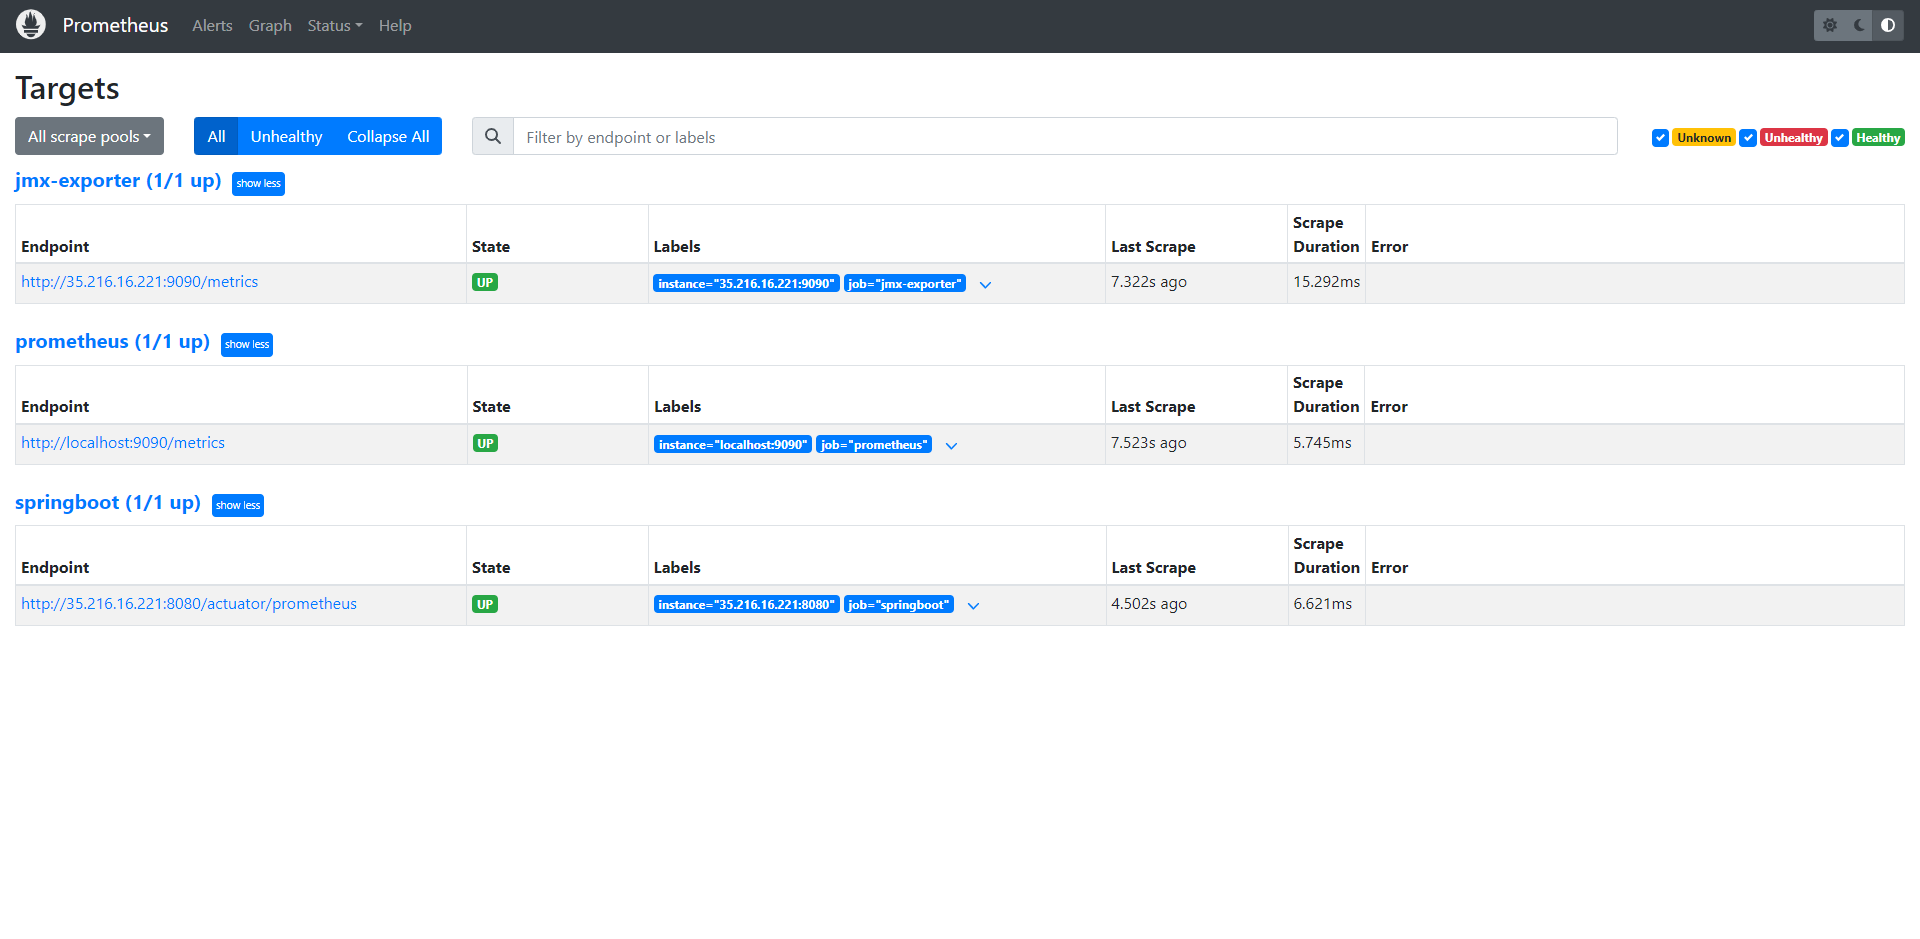 Prometheus Alerts Graph Status Help
Targets
All scrape pools All Unhealthy Collapse All Filter by endpoint or labels Unknown Unhealthy Healthy
jmx-exporter (1/1 up) show less
Endpoint State Labels Last Scrape Scrape Duration Error
http://35.216.16.221:9090/metrics UP instance="35.216.16.221:9090" job="jmx-exporter" 7.322s ago 15.292ms
prometheus (1/1 up) show less
Endpoint State Labels Last Scrape Scrape Duration Error
http://localhost:9090/metrics UP instance="localhost:9090" job="prometheus" 7.523s ago 5.745ms
springboot (1/1 up) show less
Endpoint State Labels Last Scrape Scrape Duration Error
http://35.216.16.221:8080/actuator/prometheus UP instance="35.216.16.221:8080" job="springboot" 4.502s ago 6.621ms